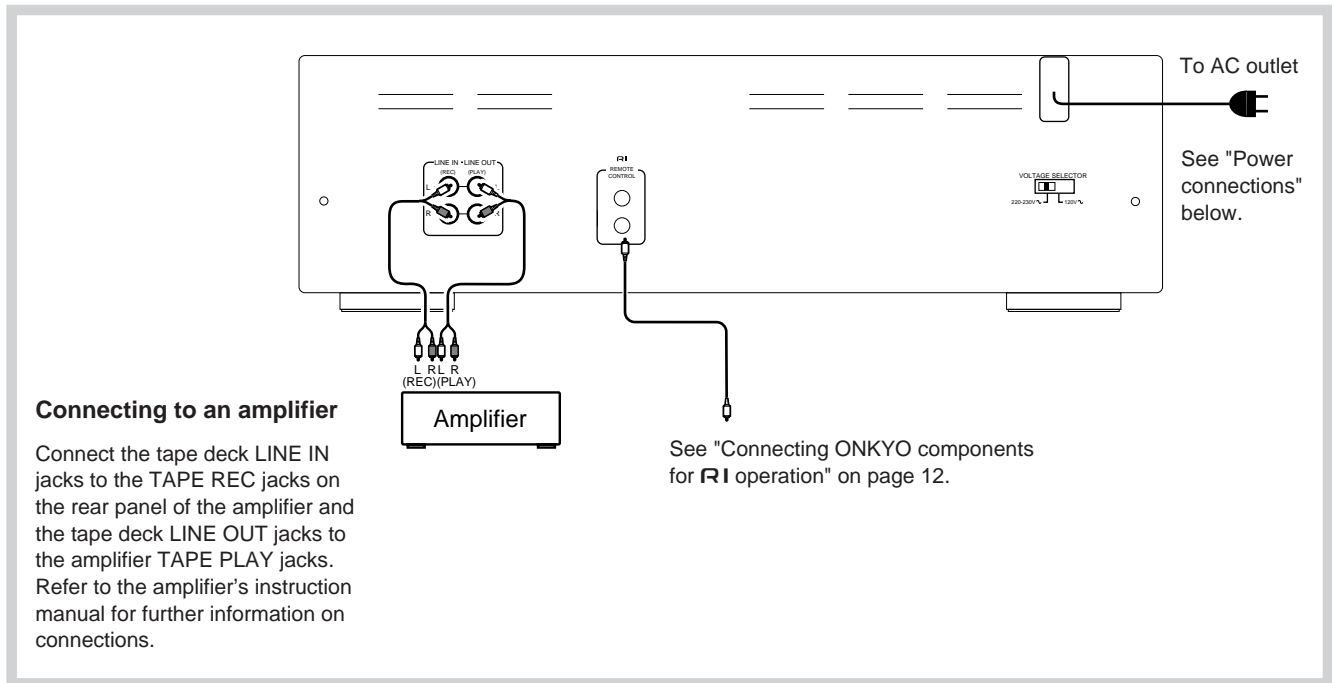 To AC outlet
See "Power
connections"
below.
LINE IN • LINE OUT
(REC) (PLAY)
L L
R R
RI
REMOTE
CONTROL
VOLTAGE SELECTOR
220-230V∿ 120V∿
L R L R
(REC)(PLAY)
Amplifier
Connecting to an amplifier
Connect the tape deck LINE IN
jacks to the TAPE REC jacks on
the rear panel of the amplifier and
the tape deck LINE OUT jacks to
the amplifier TAPE PLAY jacks.
Refer to the amplifier’s instruction
manual for further information on
connections.
See "Connecting ONKYO components
for RI operation" on page 12.